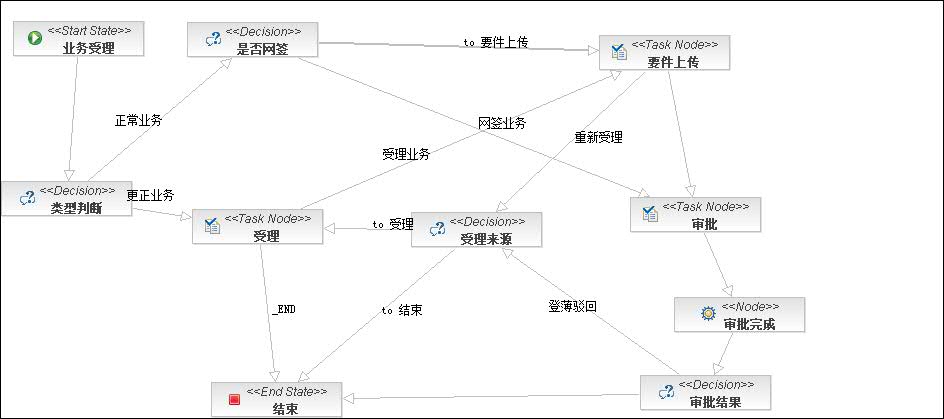 <<Start State>>
业务受理
<<Decision>>
是否网签
to 要件上传
<<Task Node>>
要件上传
正常业务
网签业务
重新受理
受理业务
<<Decision>>
类型判断
更正业务
<<Task Node>>
受理
to 受理
<<Decision>>
受理来源
<<Task Node>>
审批
_END
to 结束
登薄驳回
<<Node>>
审批完成
<<End State>>
结束
<<Decision>>
审批结果